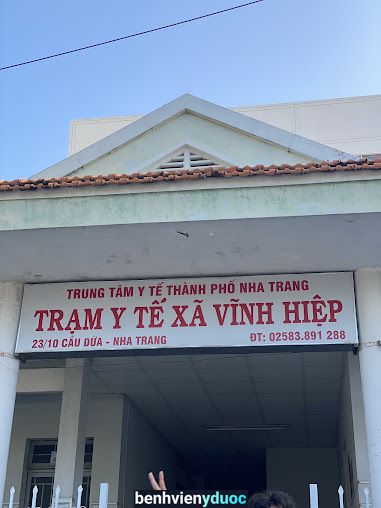 TRUNG TÂM Y TẾ THÀNH PHỐ NHA TRANG
TRẠM Y TẾ XÃ VĨNH HIỆP
23/10 CẦU DỨA - NHA TRANG ĐT: 02583.891 288
benhvienyduoc